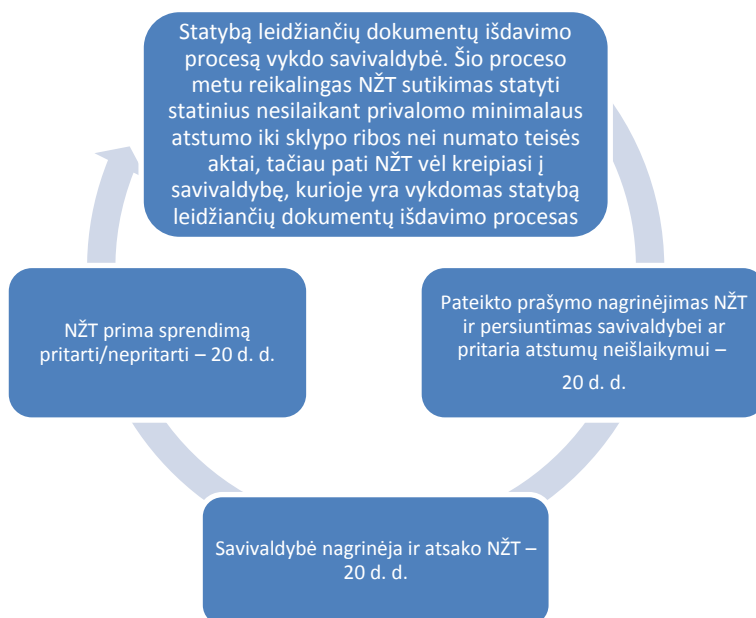 Statybą leidžiančių dokumentų išdavimo
procesą vykdo savivaldybė. Šio proceso
metu reikalingas NŽT sutikimas statyti
statinius nesilaikant privalomo minimalaus
atstumo iki sklypo ribos nei numato teisės
aktai, tačiau pati NŽT vėl kreipiasi į
savivaldybę, kurioje yra vykdomas statybą
leidžiančių dokumentų išdavimo procesas
Pateikto prašymo nagrinėjimas NŽT
ir persiuntimas savivaldybei ar
pritaria atstumų neišlaikymui –
20 d. d.
Savivaldybė nagrinėja ir atsako NŽT –
20 d. d.
NŽT prima sprendimą
pritarti/nepritarti – 20 d. d.